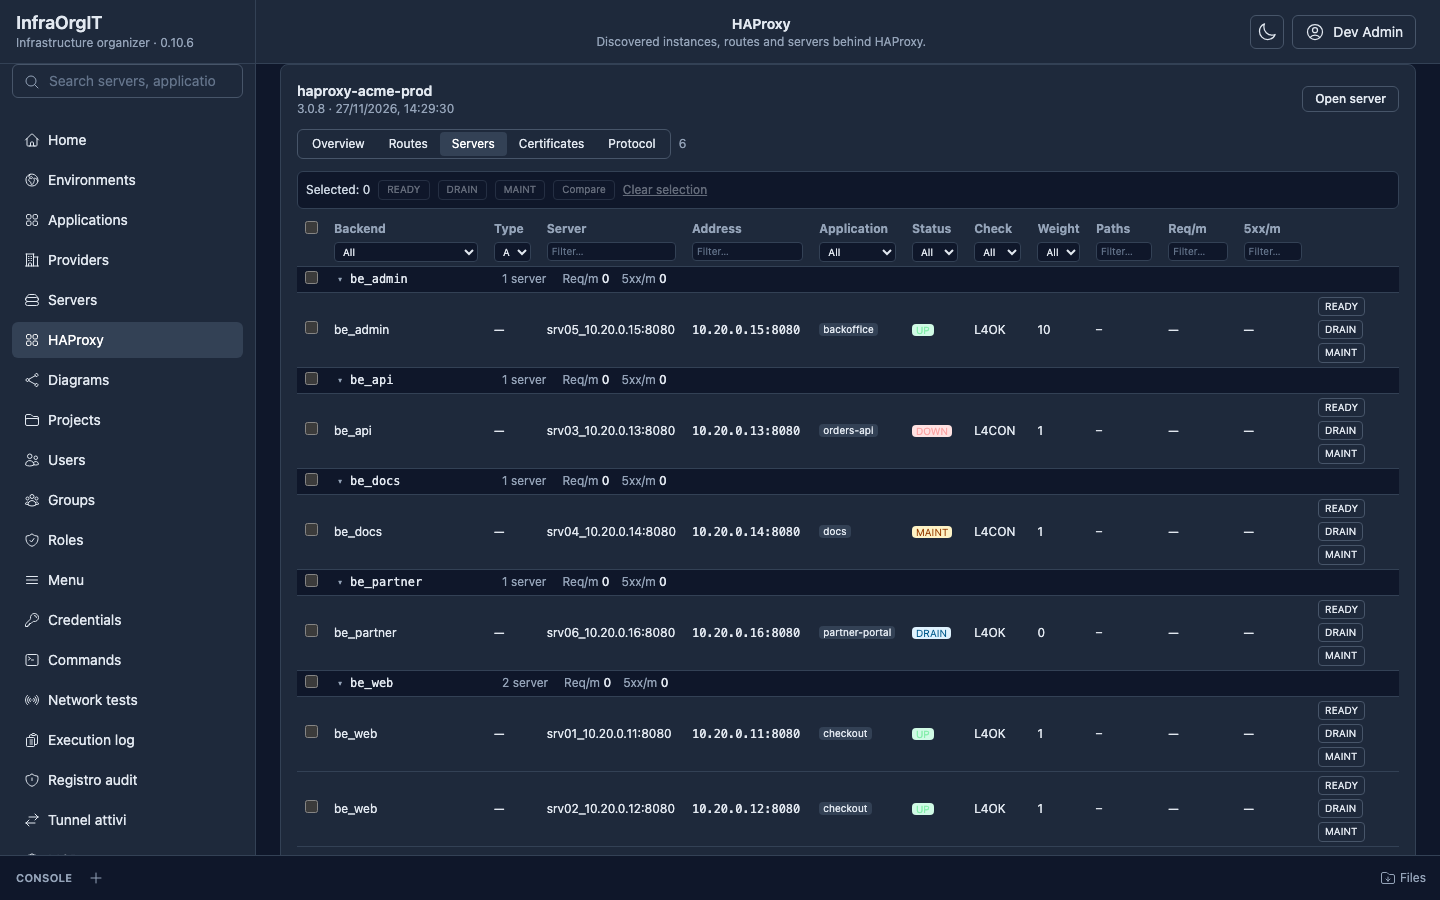 InfraOrgIT
Infrastructure organizer · 0.10.6
HAProxy
Discovered instances, routes and servers behind HAProxy.
Dev Admin
Search servers, applicatio
Home
Environments
Applications
Providers
Servers
HAProxy
Diagrams
Projects
Users
Groups
Roles
Menu
Credentials
Commands
Network tests
Execution log
Registro audit
Tunnel attivi
haproxy-acme-prod
3.0.8 · 27/11/2026, 14:29:30
Open server
Overview Routes Servers Certificates Protocol 6
Selected: 0 READY DRAIN MAINT Compare Clear selection
Backend Type Server Address Application Status Check Weight Paths Req/m 5xx/m
All A Filter... Filter... All All All All Filter... Filter... Filter...
▾ be_admin 1 server Req/m 0 5xx/m 0
be_admin — srv05_10.20.0.15:8080 10.20.0.15:8080 backoffice UP L4OK 10 – — — READY DRAIN MAINT
▾ be_api 1 server Req/m 0 5xx/m 0
be_api — srv03_10.20.0.13:8080 10.20.0.13:8080 orders-api DOWN L4CON 1 – — — READY DRAIN MAINT
▾ be_docs 1 server Req/m 0 5xx/m 0
be_docs — srv04_10.20.0.14:8080 10.20.0.14:8080 docs MAINT L4CON 1 – — — READY DRAIN MAINT
▾ be_partner 1 server Req/m 0 5xx/m 0
be_partner — srv06_10.20.0.16:8080 10.20.0.16:8080 partner-portal DRAIN L4OK 0 – — — READY DRAIN MAINT
▾ be_web 2 server Req/m 0 5xx/m 0
be_web — srv01_10.20.0.11:8080 10.20.0.11:8080 checkout UP L4OK 1 – — — READY DRAIN MAINT
be_web — srv02_10.20.0.12:8080 10.20.0.12:8080 checkout UP L4OK 1 – — — READY DRAIN MAINT
CONSOLE +
Files